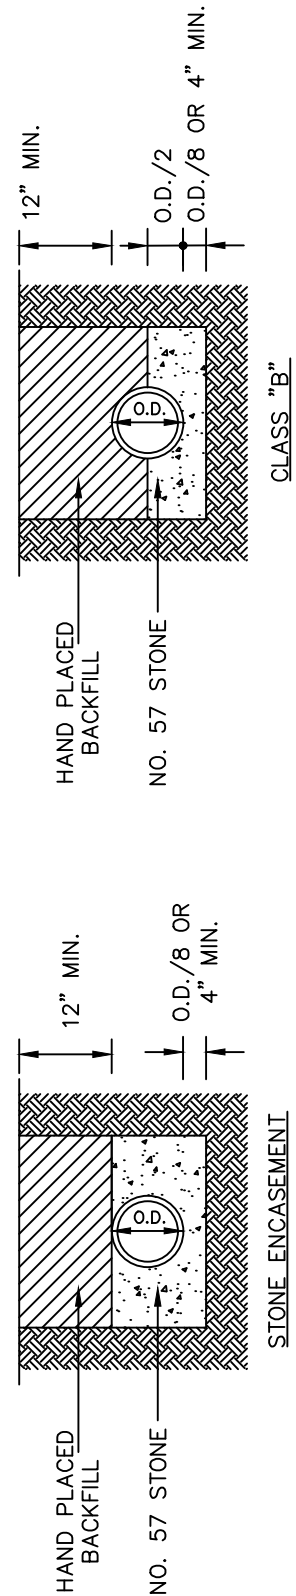 HAND PLACED
BACKFILL
NO. 57 STONE
O.D.
12" MIN.
O.D./8 OR
4" MIN.
STONE ENCASEMENT
HAND PLACED
BACKFILL
NO. 57 STONE
O.D.
12" MIN.
O.D./2
O.D./8 OR 4" MIN.
CLASS "B"